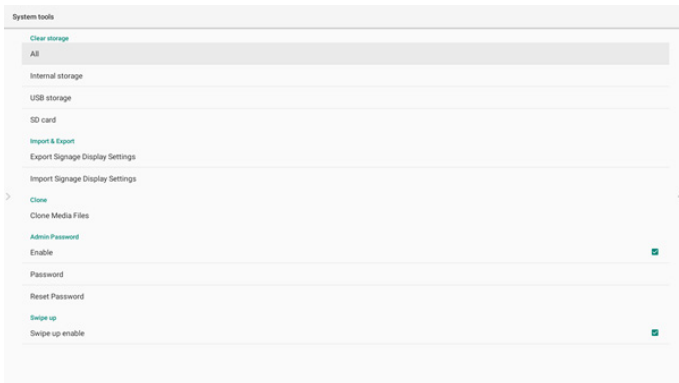 System tools
Clear storage
All
Internal storage
USB storage
SD card
Import & Export
Export Signage Display Settings
Import Signage Display Settings
Clone
Clone Media Files
Admin Password
Enable
Password
Reset Password
Swipe up
Swipe up enable